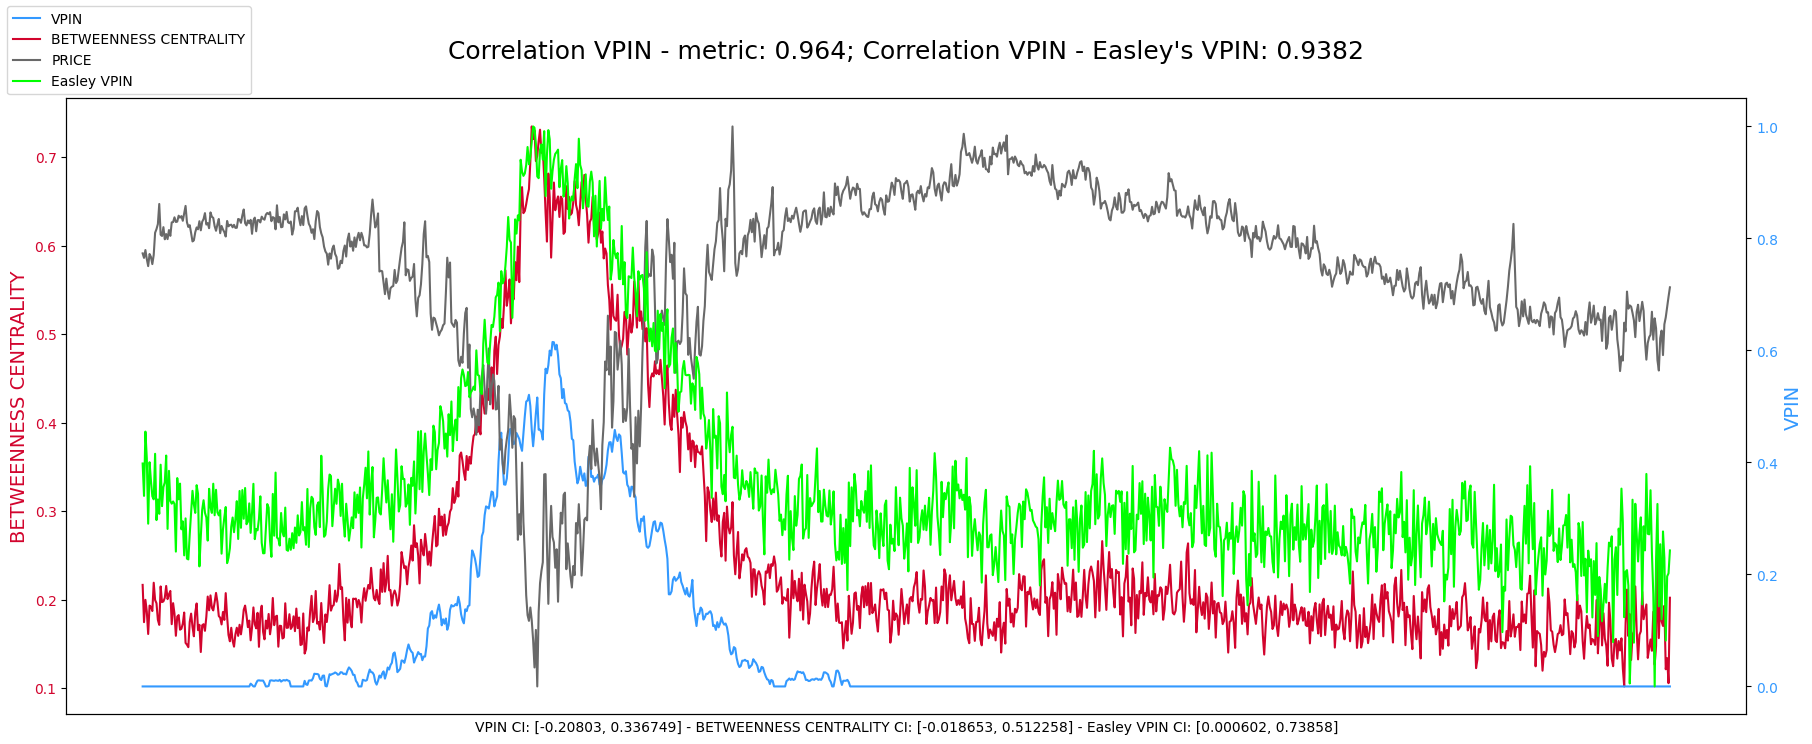 VPIN
BETWEENNESS CENTRALITY
PRICE
Easley VPIN
Correlation VPIN - metric: 0.964; Correlation VPIN - Easley's VPIN: 0.9382
BETWEENNESS CENTRALITY
0.7
0.6
0.5
0.4
0.3
0.2
0.1
1.0
0.8
0.6
0.4
0.2
0.0
VPIN
VPIN CI: [-0.20803, 0.336749] - BETWEENNESS CENTRALITY CI: [-0.018653, 0.512258] - Easley VPIN CI: [0.000602, 0.73858]